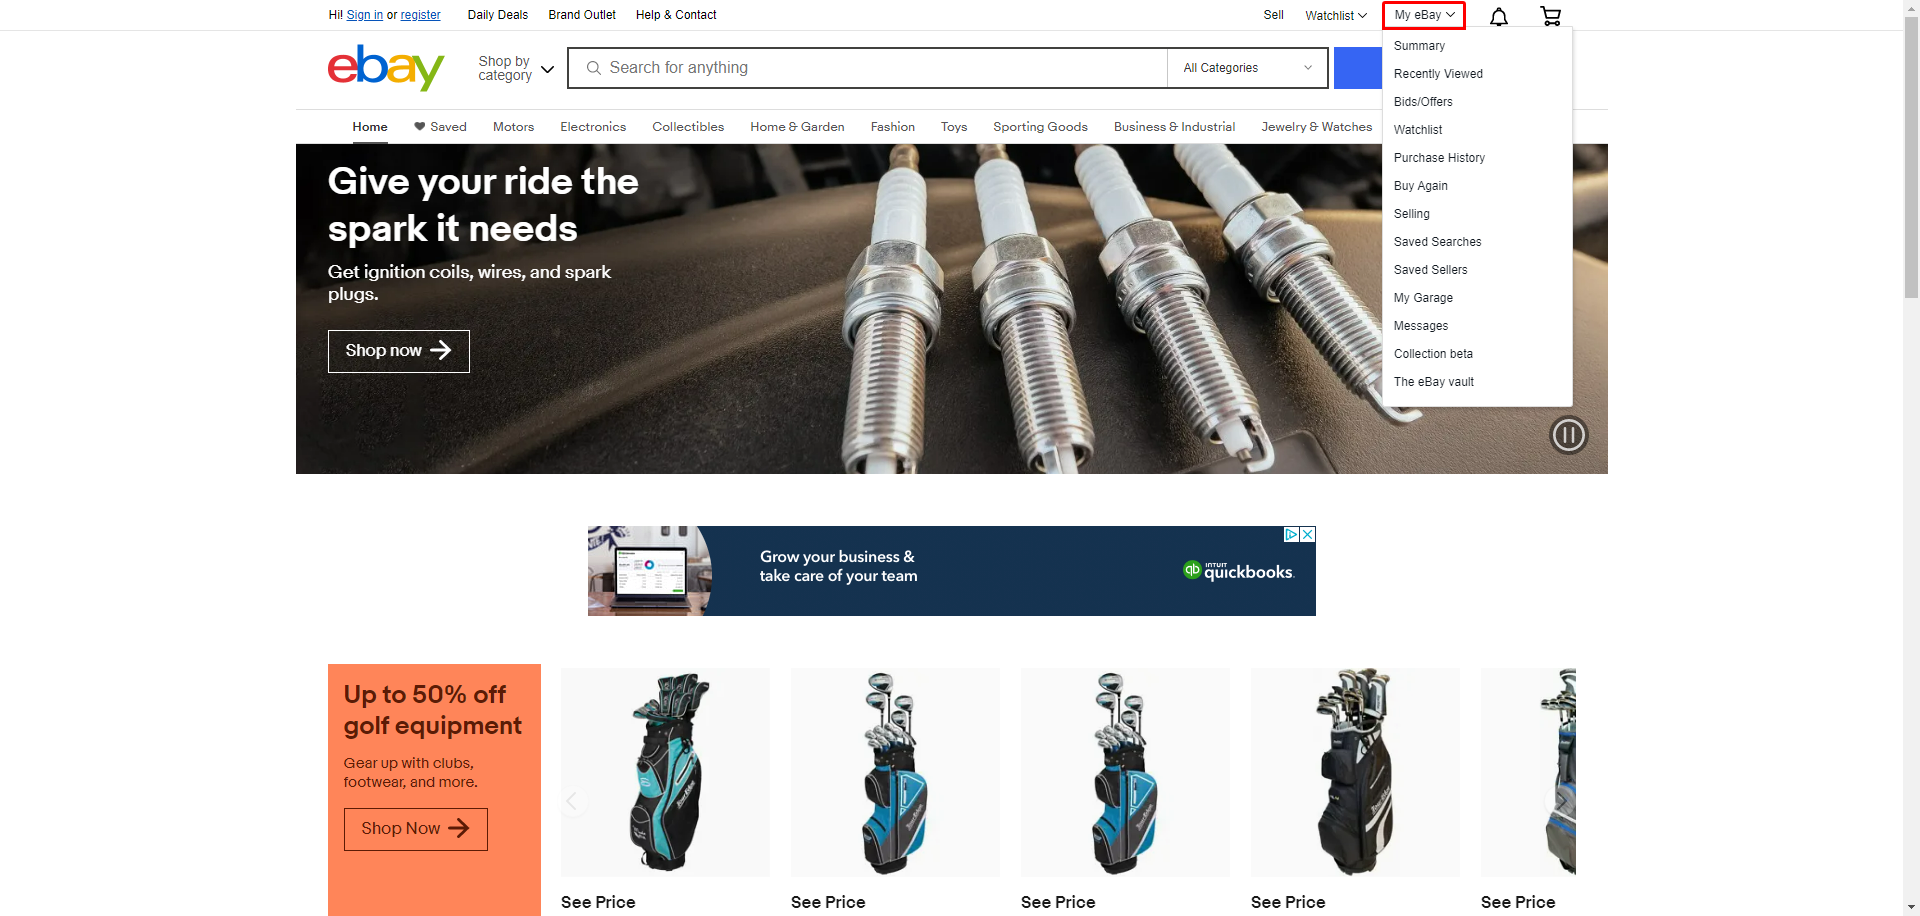 Hi! Sign in or register Daily Deals Brand Outlet Help & Contact Sell Watchlist My eBay
ebay
Shop by
category
Search for anything
All Categories
Summary
Recently Viewed
Bids/Offers
Watchlist
Purchase History
Buy Again
Selling
Saved Searches
Saved Sellers
My Garage
Messages
Collection beta
The eBay vault
Home Saved Motors Electronics Collectibles Home & Garden Fashion Toys Sporting Goods Business & Industrial Jewelry & Watches
Give your ride the
spark it needs
Get ignition coils, wires, and spark
plugs.
Shop now
Grow your business &
take care of your team
qb INTUIT
quickbooks.
Up to 50% off
golf equipment
Gear up with clubs,
footwear, and more.
Shop Now
See Price See Price See Price See Price See Price